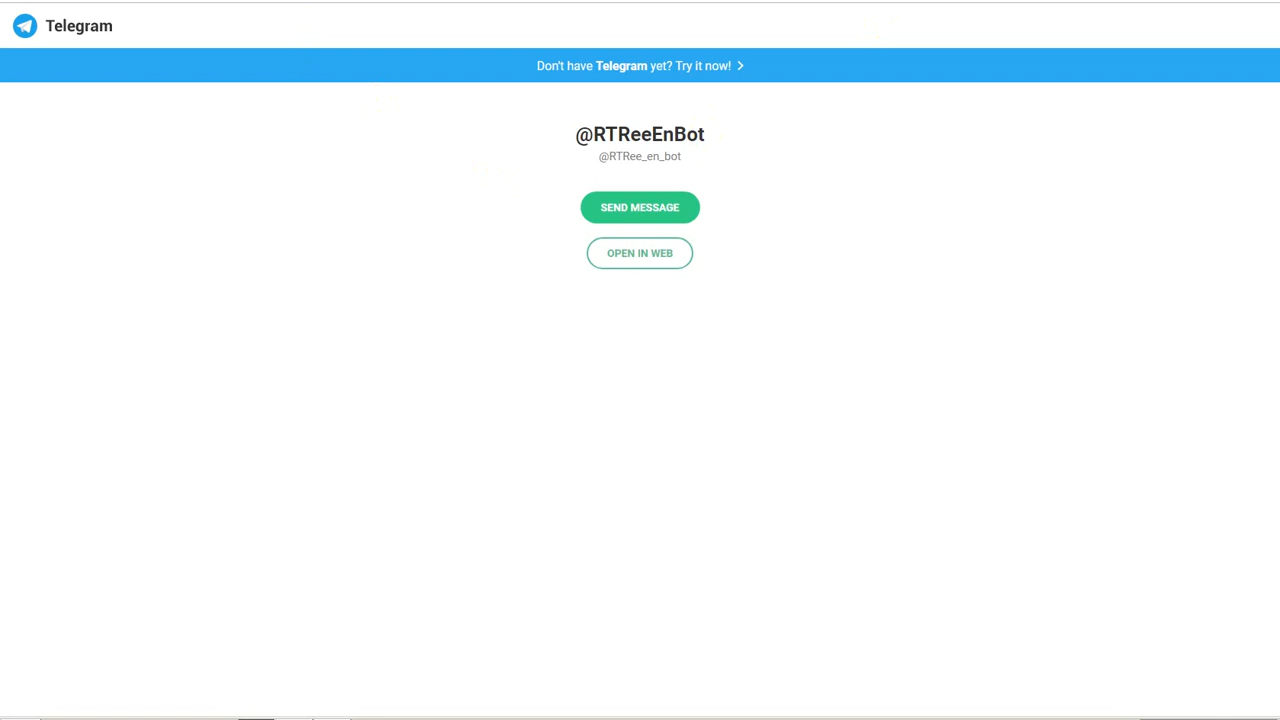 Telegram
Don't have Telegram yet? Try it now!
@RTReeEnBot
@RTRee_en_bot
SEND MESSAGE
OPEN IN WEB